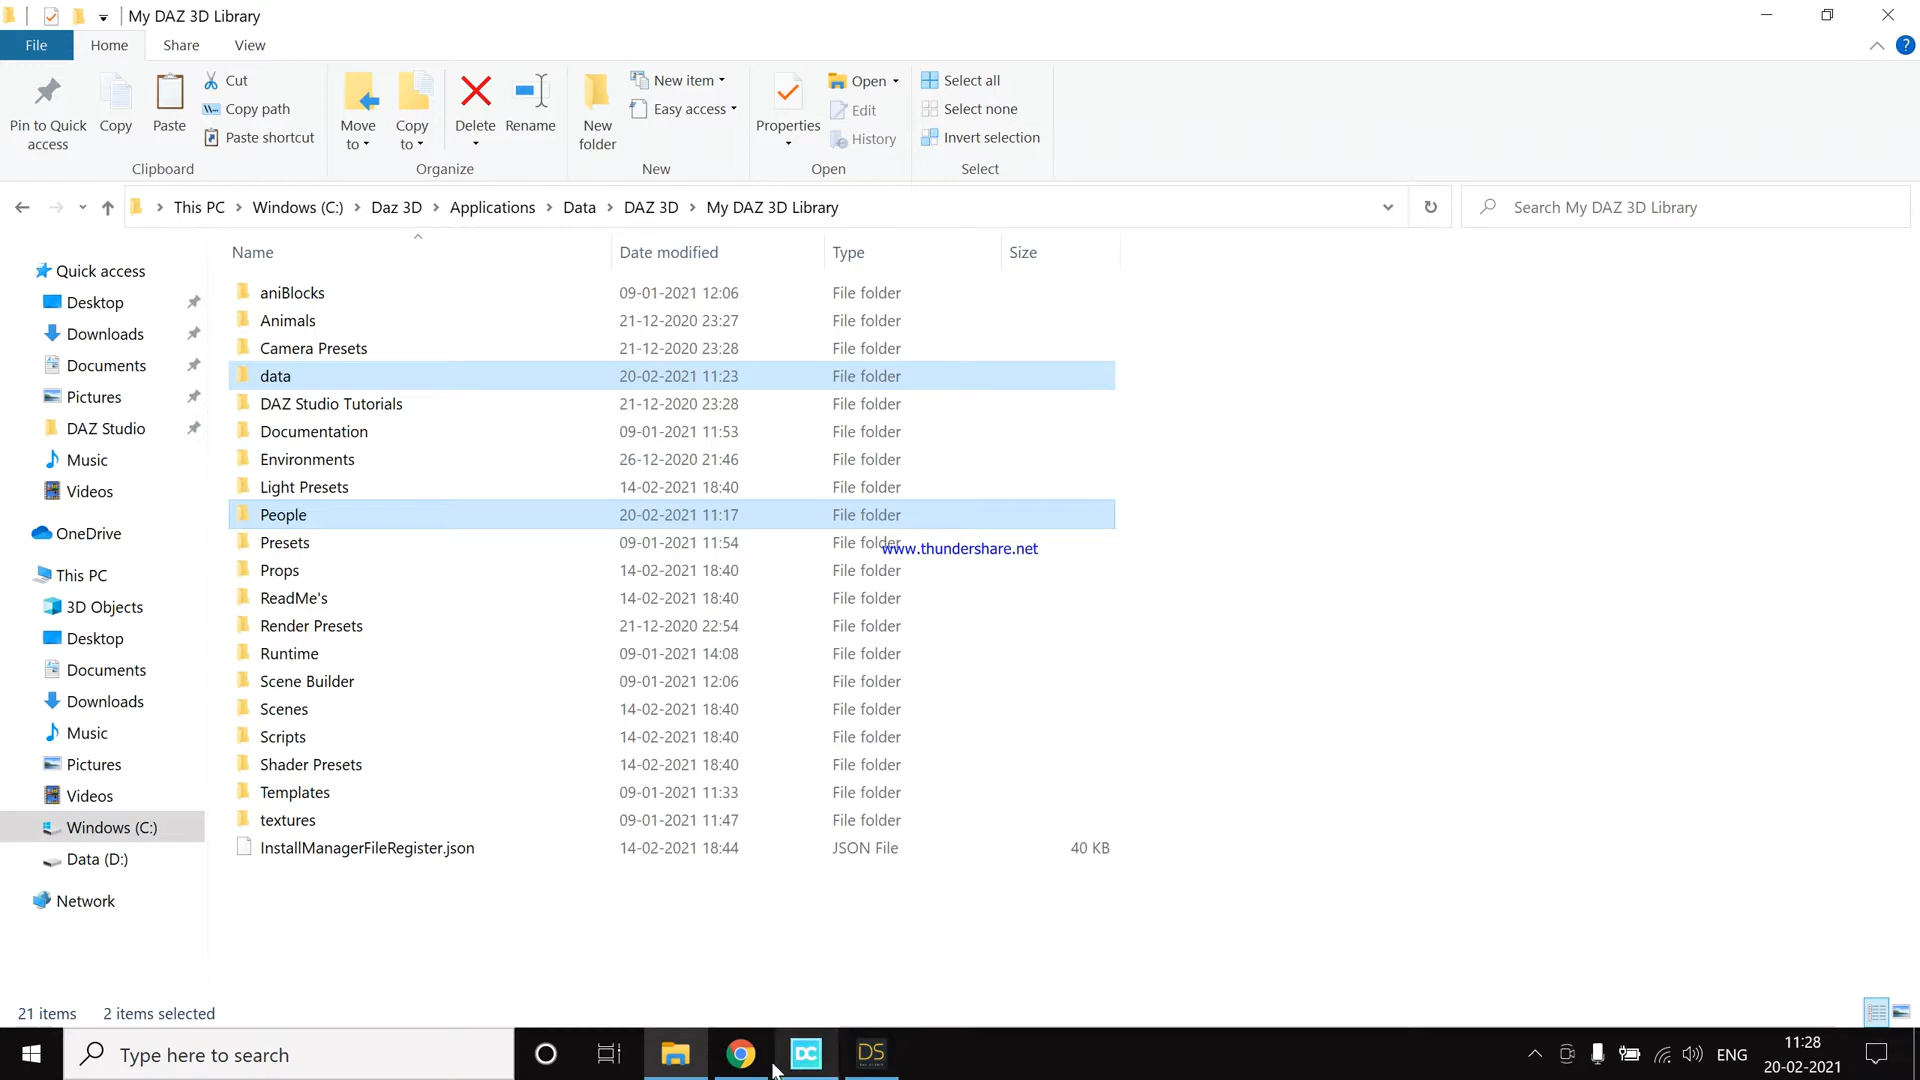 My DAZ 3D Library
File Home Share View
Pin to Quick access
Copy
Paste
Cut
Copy path
Paste shortcut
Clipboard
Move to
Copy to
Delete
Rename
Organize
New folder
New item
Easy access
New
Properties
Open
Edit
History
Open
Select all
Select none
Invert selection
Select
This PC > Windows (C:) > Daz 3D > Applications > Data > DAZ 3D > My DAZ 3D Library
Search My DAZ 3D Library
Quick access
Desktop
Downloads
Documents
Pictures
DAZ Studio
Music
Videos
OneDrive
This PC
3D Objects
Desktop
Documents
Downloads
Music
Pictures
Videos
Windows (C:)
Data (D:)
Network
Name Date modified Type Size
aniBlocks 09-01-2021 12:06 File folder
Animals 21-12-2020 23:27 File folder
Camera Presets 21-12-2020 23:28 File folder
data 20-02-2021 11:23 File folder
DAZ Studio Tutorials 21-12-2020 23:28 File folder
Documentation 09-01-2021 11:53 File folder
Environments 26-12-2020 21:46 File folder
Light Presets 14-02-2021 18:40 File folder
People 20-02-2021 11:17 File folder
Presets 09-01-2021 11:54 File folder
www.thundershare.net
Props 14-02-2021 18:40 File folder
ReadMe's 14-02-2021 18:40 File folder
Render Presets 21-12-2020 22:54 File folder
Runtime 09-01-2021 14:08 File folder
Scene Builder 09-01-2021 12:06 File folder
Scenes 14-02-2021 18:40 File folder
Scripts 14-02-2021 18:40 File folder
Shader Presets 14-02-2021 18:40 File folder
Templates 09-01-2021 11:33 File folder
textures 09-01-2021 11:47 File folder
InstallManagerFileRegister.json 14-02-2021 18:44 JSON File 40 KB
21 items 2 items selected
Type here to search
DC
DS
ENG
11:28
20-02-2021